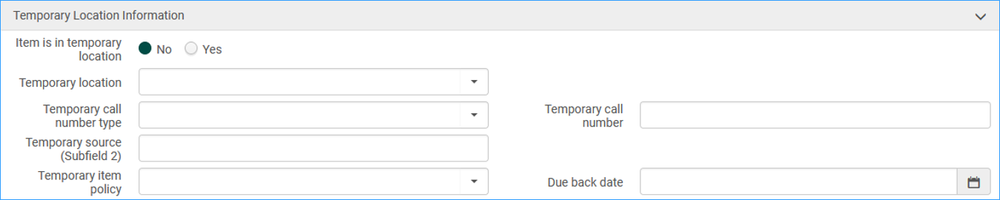 Temporary Location Information
Item is in temporary
location
No Yes
Temporary location
Temporary call
number type
Temporary call
number
Temporary source
(Subfield 2)
Temporary item
policy
Due back date